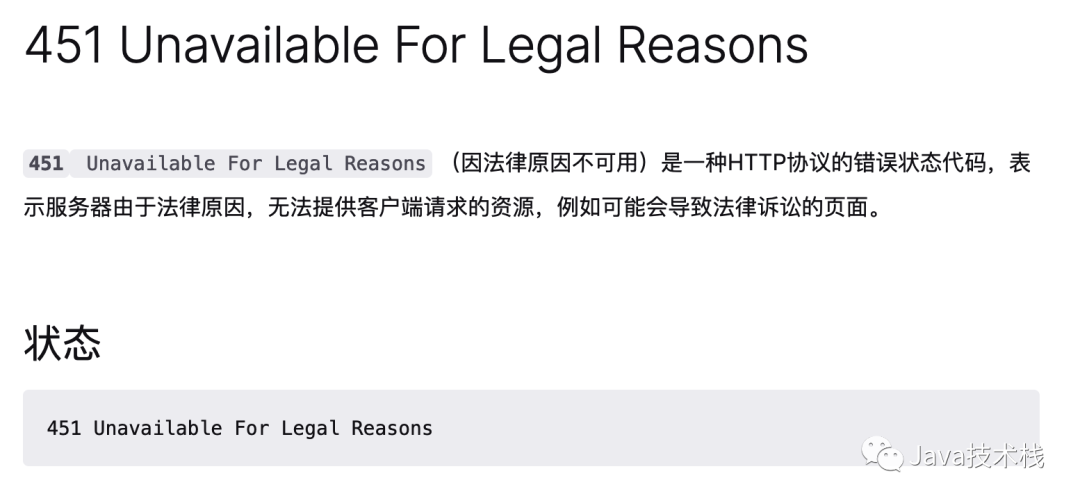 451 Unavailable For Legal Reasons
451 Unavailable For Legal Reasons （因法律原因不可用）是一种HTTP协议的错误状态代码，表
示服务器由于法律原因，无法提供客户端请求的资源，例如可能会导致法律诉讼的页面。
状态
451 Unavailable For Legal Reasons
Java技术栈